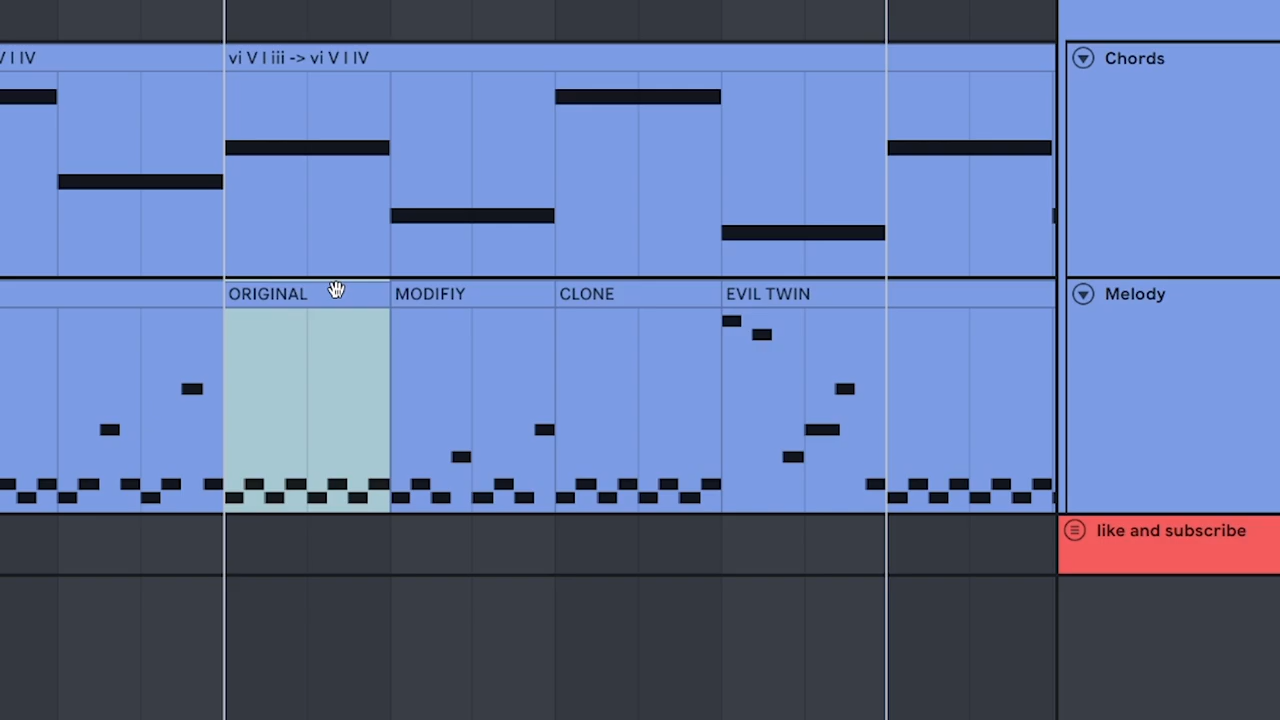 V I IV
vi V I iii -> vi V I IV
Chords
ORIGINAL
MODIFIY
CLONE
EVIL TWIN
Melody
like and subscribe